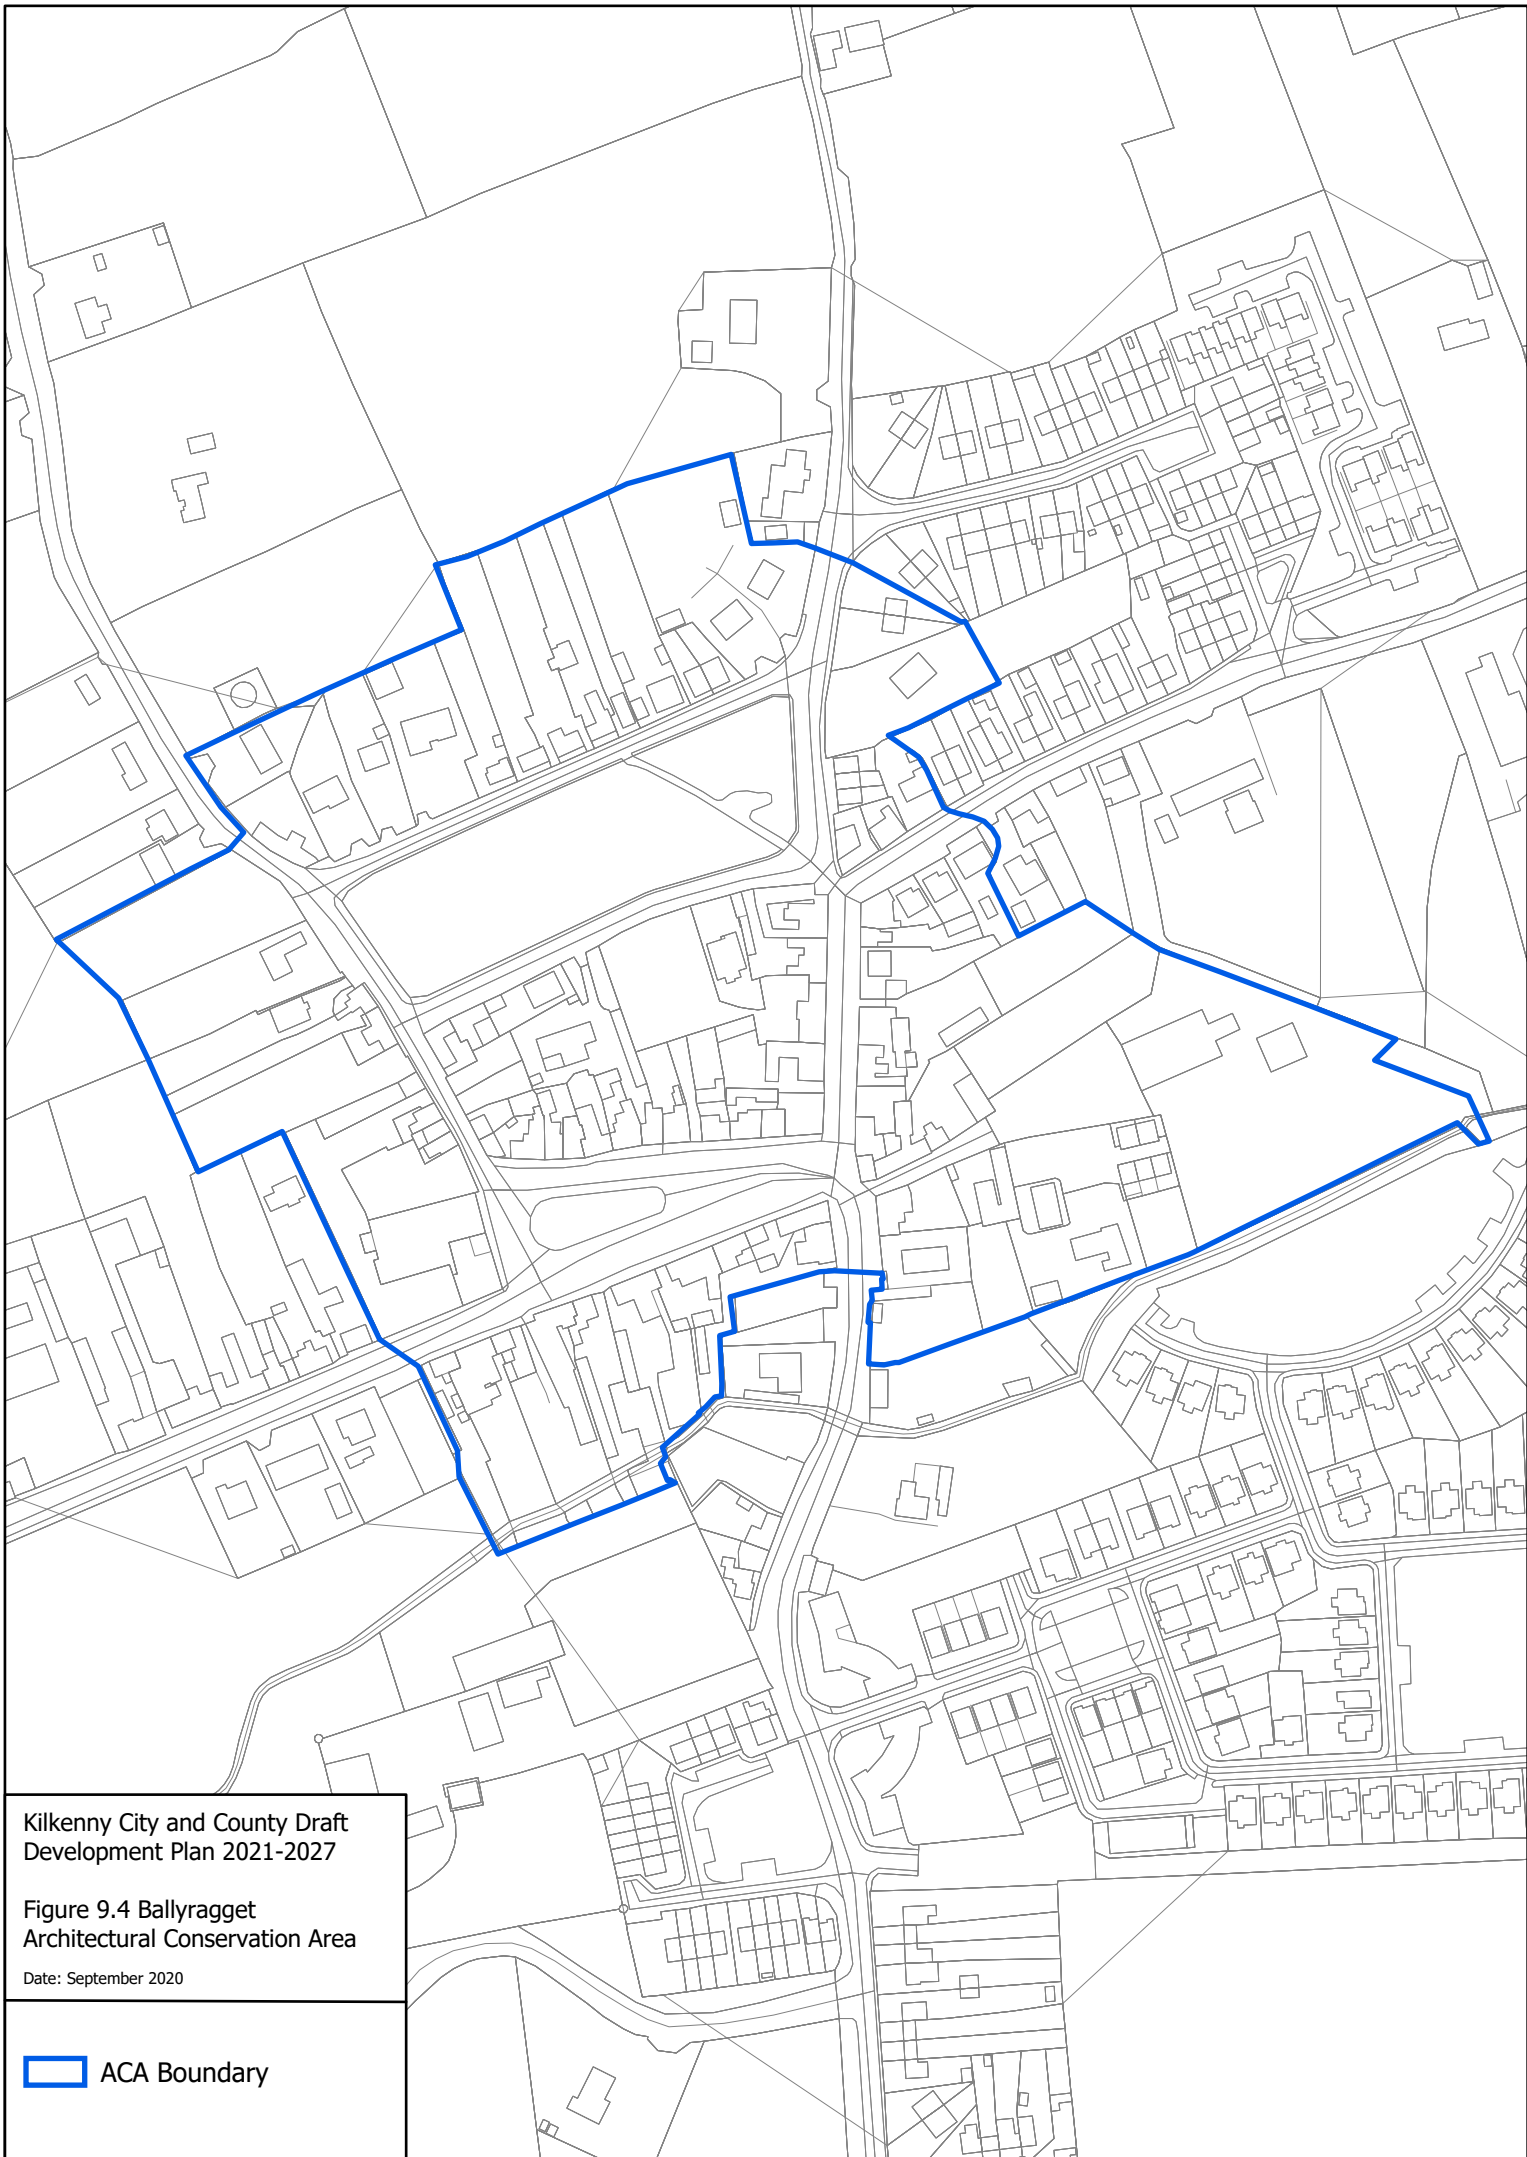 Kilkenny City and County Draft
Development Plan 2021-2027
Figure 9.4 Ballyragget
Architectural Conservation Area
Date: September 2020
ACA Boundary